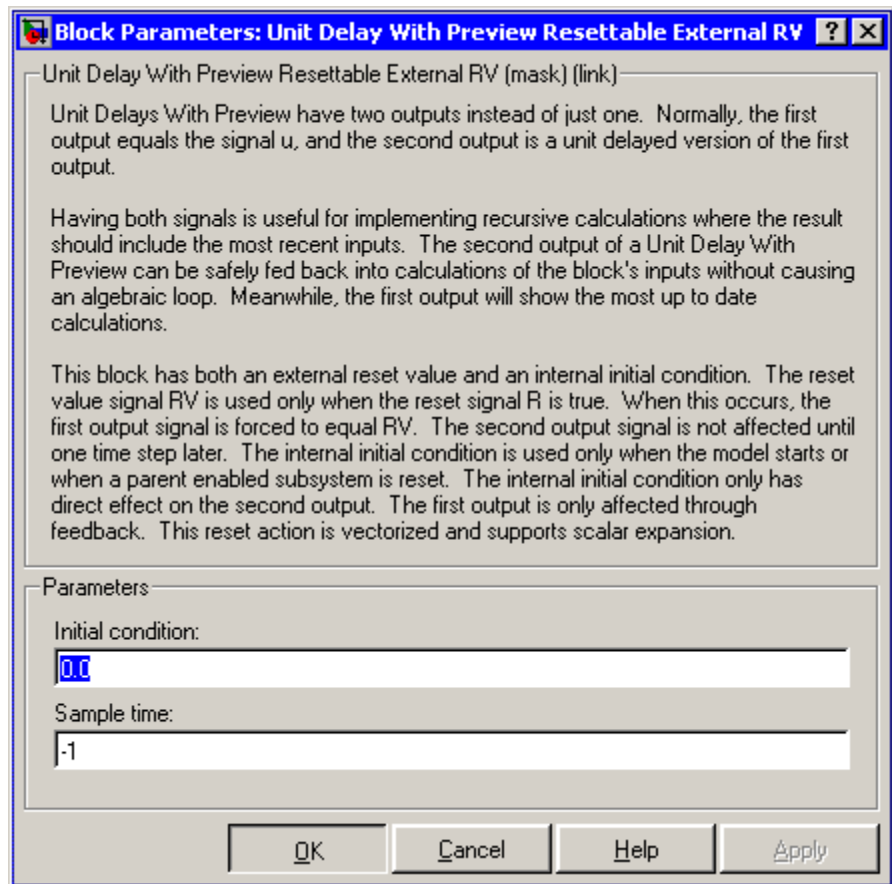 Block Parameters: Unit Delay With Preview Resettable External RV
Unit Delay With Preview Resettable External RV (mask) (link)
Unit Delays With Preview have two outputs instead of just one.  Normally, the first
output equals the signal u, and the second output is a unit delayed version of the first
output.
Having both signals is useful for implementing recursive calculations where the result
should include the most recent inputs.  The second output of a Unit Delay With
Preview can be safely fed back into calculations of the block's inputs without causing
an algebraic loop.  Meanwhile, the first output will show the most up to date
calculations.
This block has both an external reset value and an internal initial condition.  The reset
value signal RV is used only when the reset signal R is true.  When this occurs, the
first output signal is forced to equal RV.  The second output signal is not affected until
one time step later.  The internal initial condition is used only when the model starts or
when a parent enabled subsystem is reset.  The internal initial condition only has
direct effect on the second output.  The first output is only affected through
feedback.  This reset action is vectorized and supports scalar expansion.
Parameters
Initial condition:
0.0
Sample time:
-1
OK
Cancel
Help
Apply